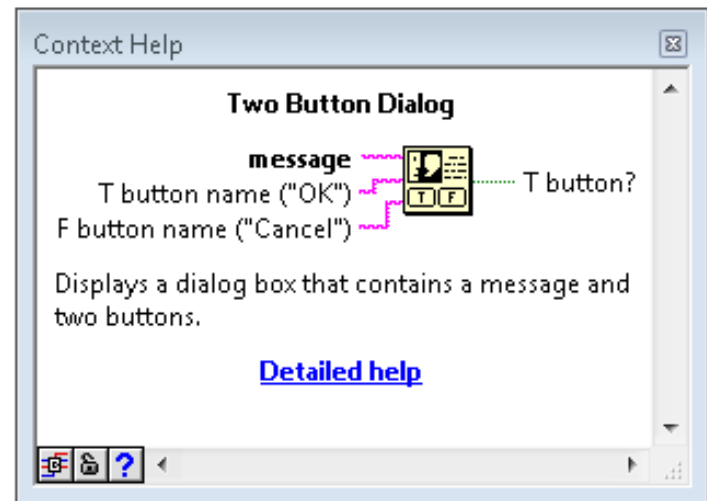 Context Help
Two Button Dialog
message
T button name ("OK")
T button?
F button name ("Cancel")
T F
Displays a dialog box that contains a message and
two buttons.
Detailed help
?